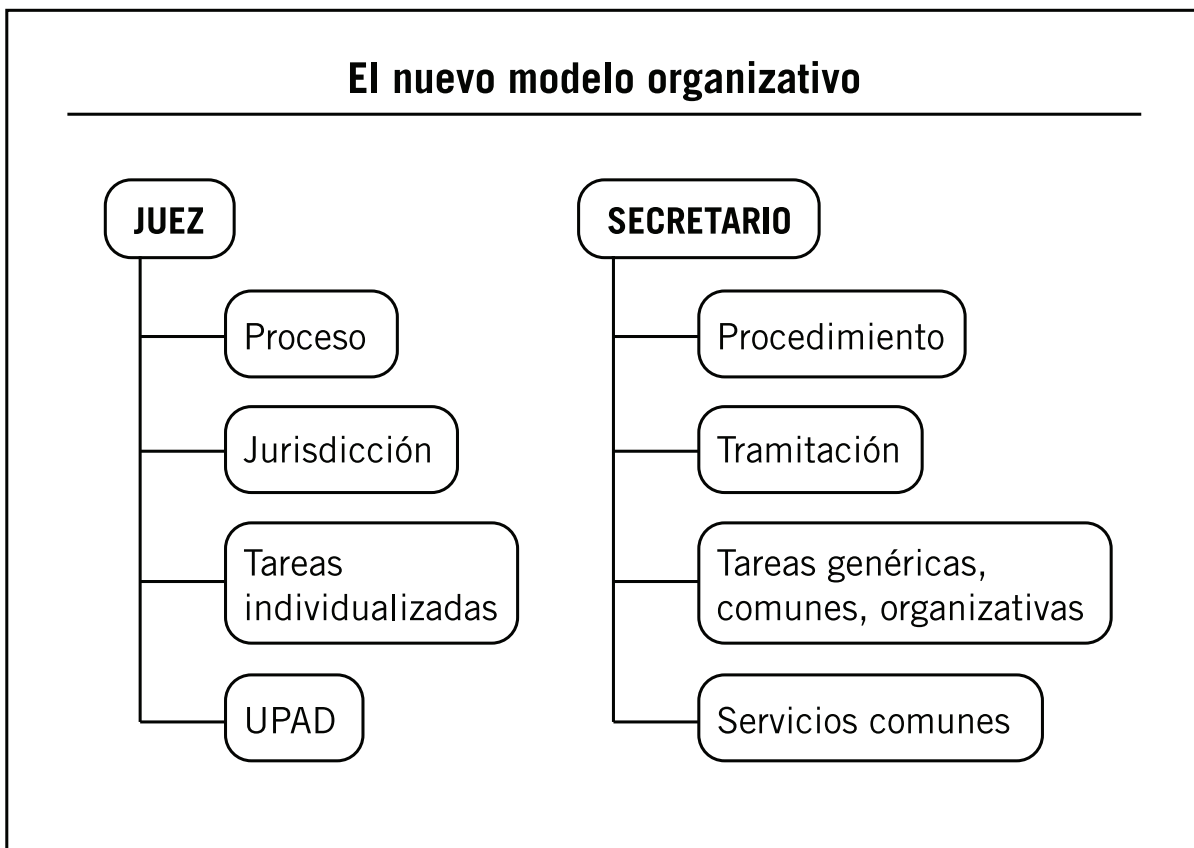 El nuevo modelo organizativo
JUEZ
Proceso
Jurisdicción
Tareas
individualizadas
UPAD
SECRETARIO
Procedimiento
Tramitación
Tareas genéricas,
comunes, organizativas
Servicios comunes